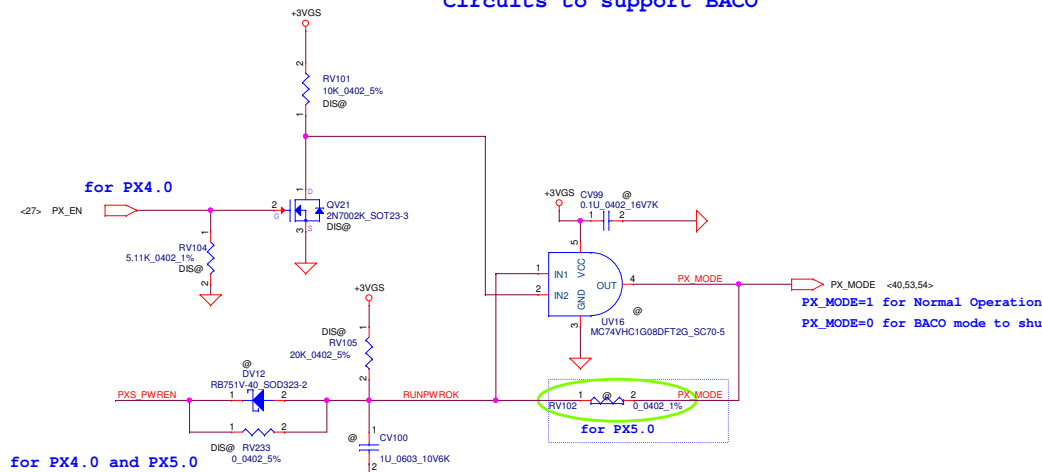 Circuits to support BACO
+3VGS
2
RV101
10K_0402_5%
DIS@
1
for PX4.0
<27> PX_EN
1
D
2
G
QV21
2N7002K_SOT23-3
DIS@
3
S
1
RV104
5.11K_0402_1%
DIS@
2
+3VGS
CV99
@
0.1U_0402_16V7K
1
2
5
1
IN1
VCC
2
IN2
GND
OUT
4
PX_MODE
PX_MODE <40,53,54>
PX_MODE=1 for Normal Operation
PX_MODE=0 for BACO mode to shu
3
@
UV16
MC74VHC1G08DFT2G_SC70-5
+3VGS
1
DIS@
RV105
20K_0402_5%
2
@
DV12
RB751V-40_SOD323-2
PXS_PWREN
1
2
RUNPWROK
1
@
2
PX_MODE
RV102
0_0402_1%
for PX5.0
1
2
DIS@
RV233
0_0402_5%
@
1
CV100
1U_0603_10V6K
2
for PX4.0 and PX5.0